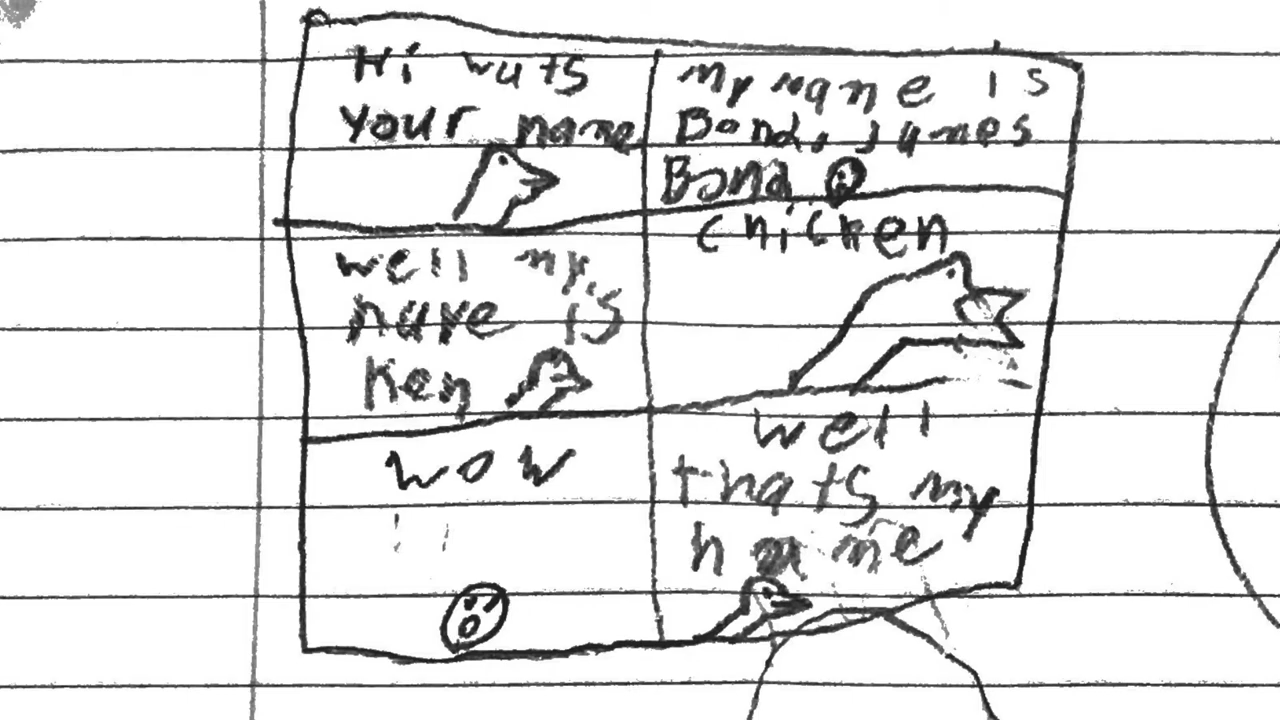 Hi wuts
your name
my name is
Bond, James
Bond
well my
name is
Ken
chicken
wow
well
thats my
name